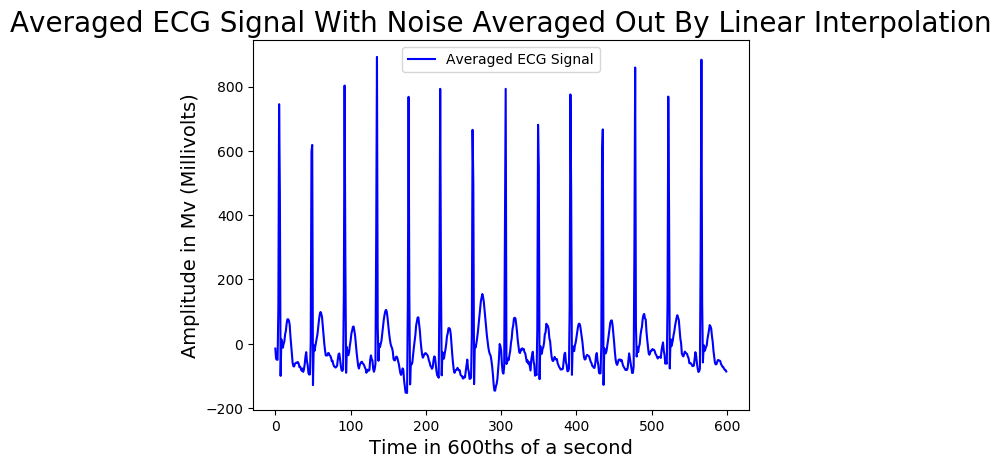 Averaged ECG Signal With Noise Averaged Out By Linear Interpolation
Averaged ECG Signal
Amplitude in Mv (Millivolts)
800
600
400
200
0
−200
0 100 200 300 400 500 600
Time in 600ths of a second